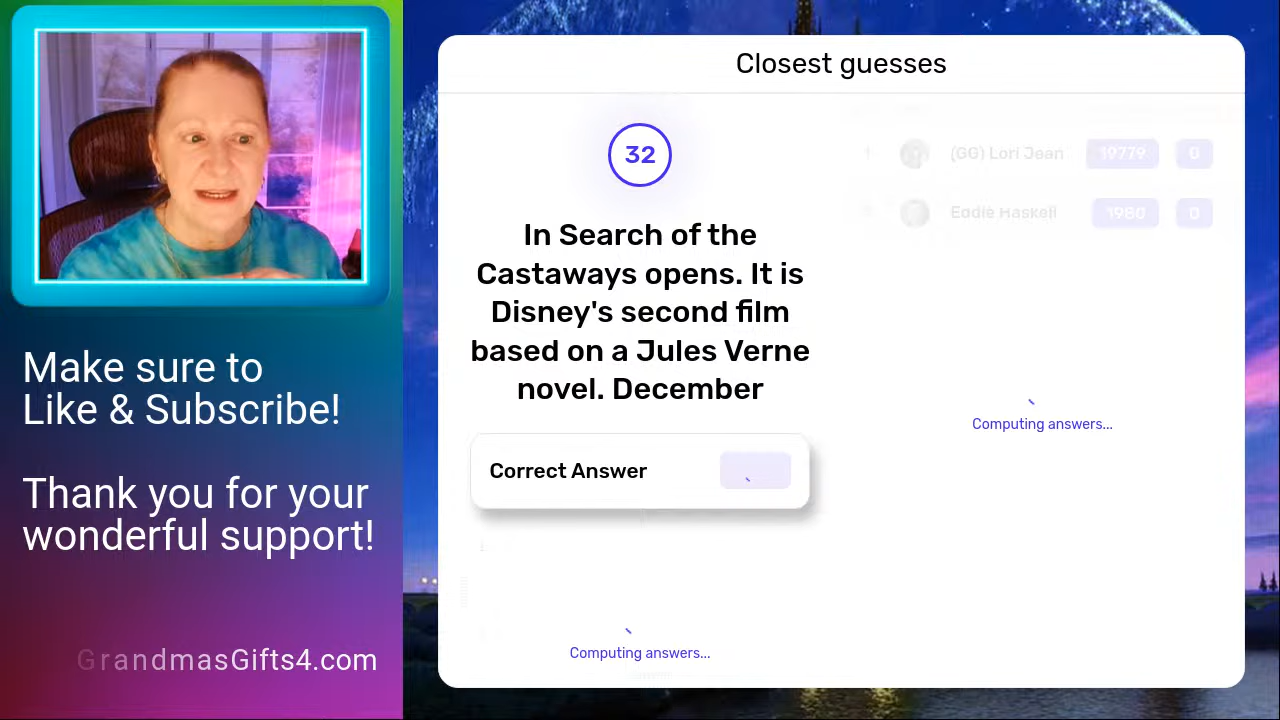 Closest guesses
32
In Search of the
Castaways opens. It is
Disney's second film
based on a Jules Verne
novel. December
Correct Answer
Computing answers...
(GG) Lori Jean 19779 0
Eddie Haskell 1980 0
Computing answers...
Make sure to
Like & Subscribe!
Thank you for your
wonderful support!
GrandmasGifts4.com